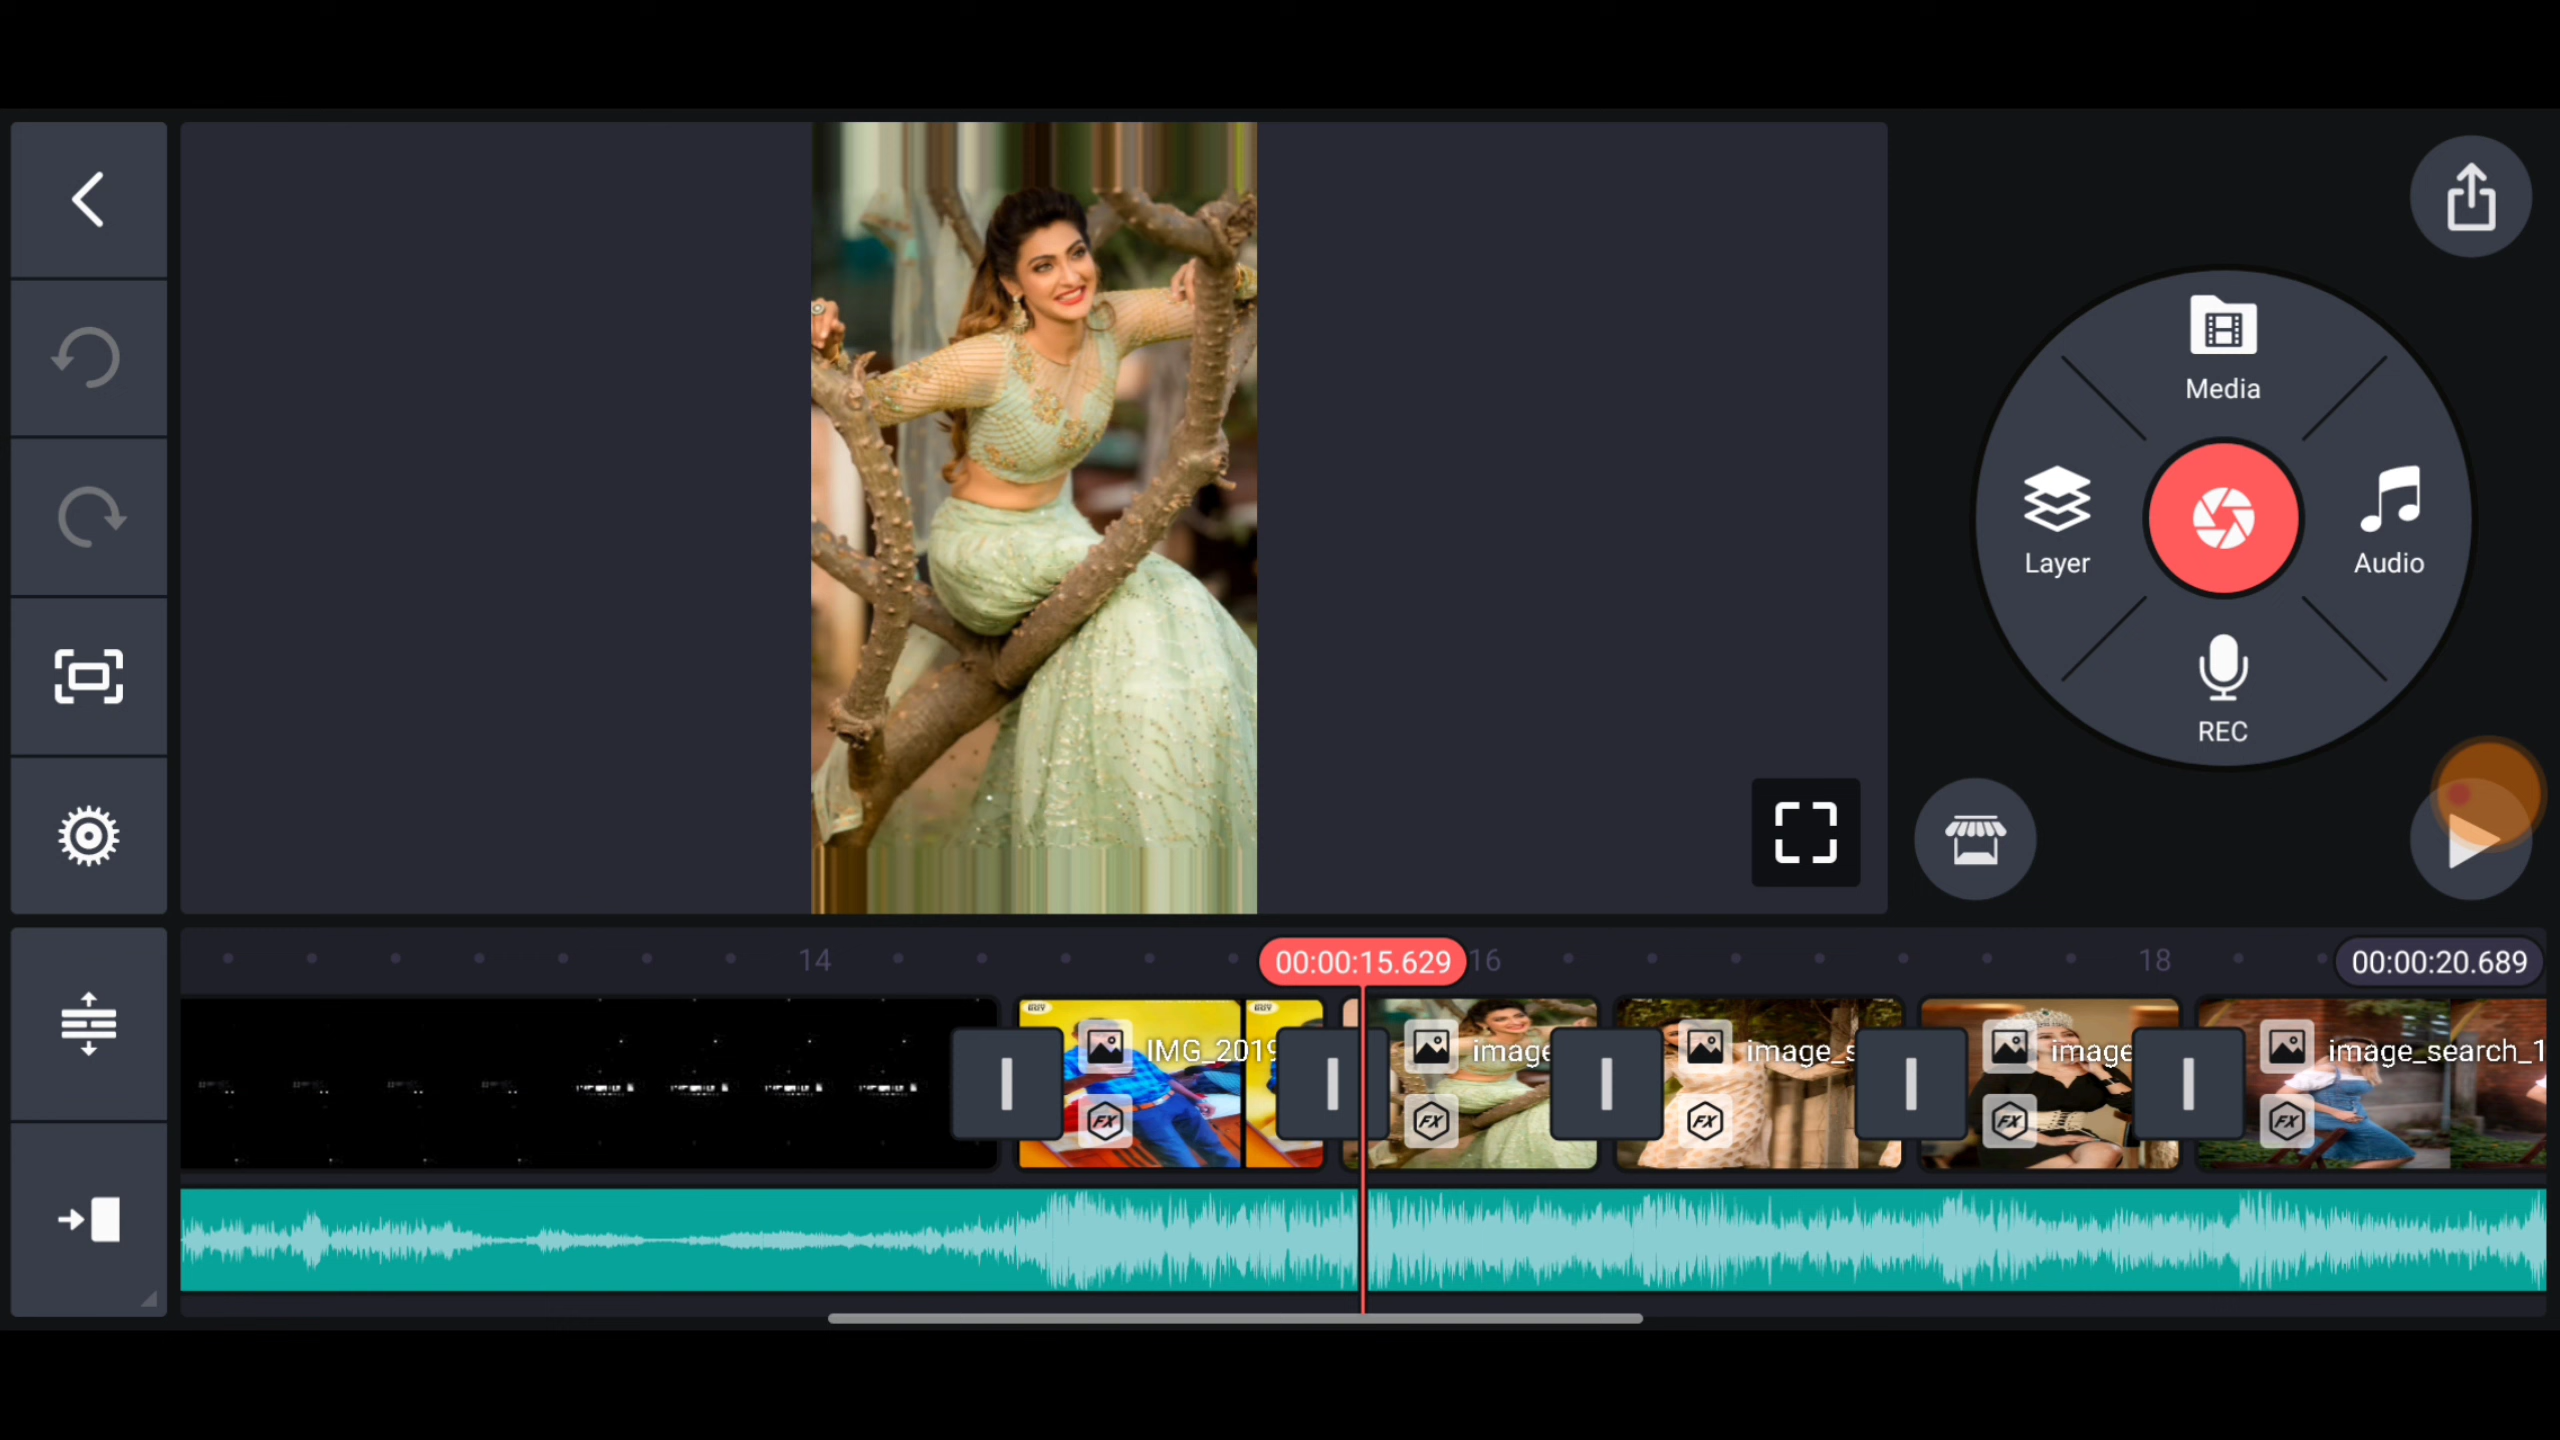 Media
Layer
Audio
REC
14
00:00:15.629
16
18
00:00:20.689
IMG_2019
image
image_s
image
image_search_1